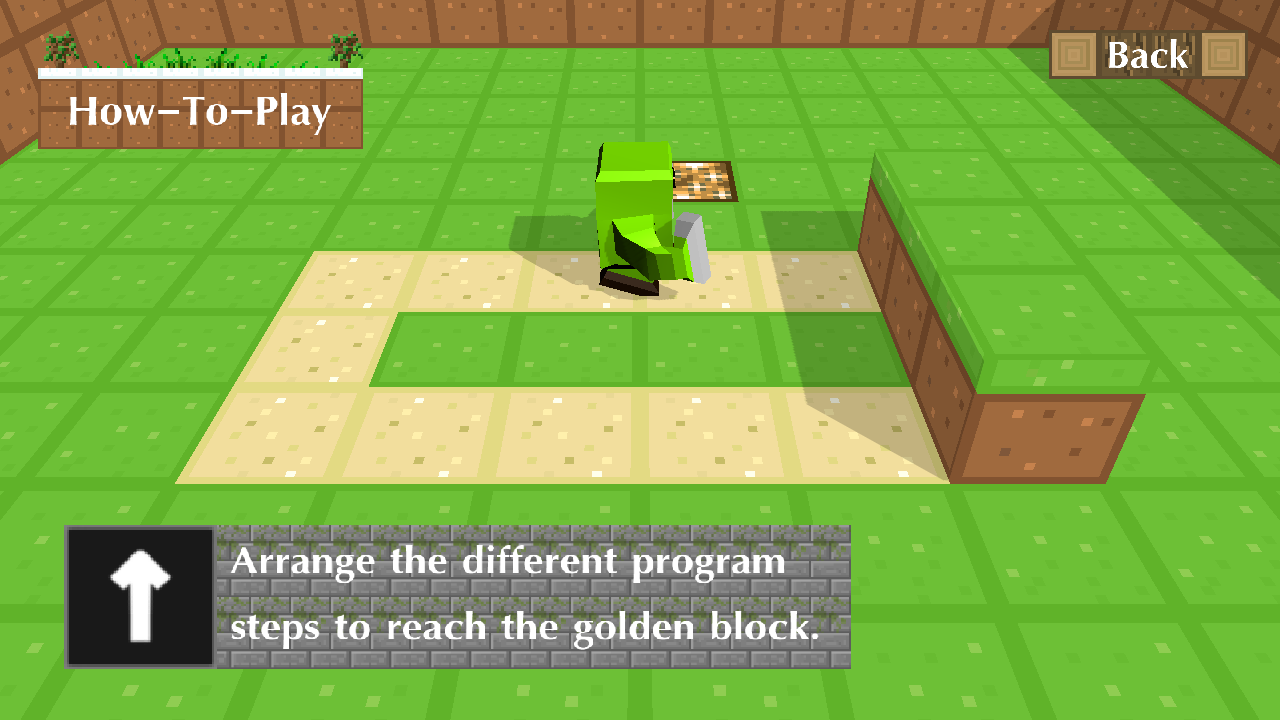 How-To-Play
Back
Arrange the different program
steps to reach the golden block.